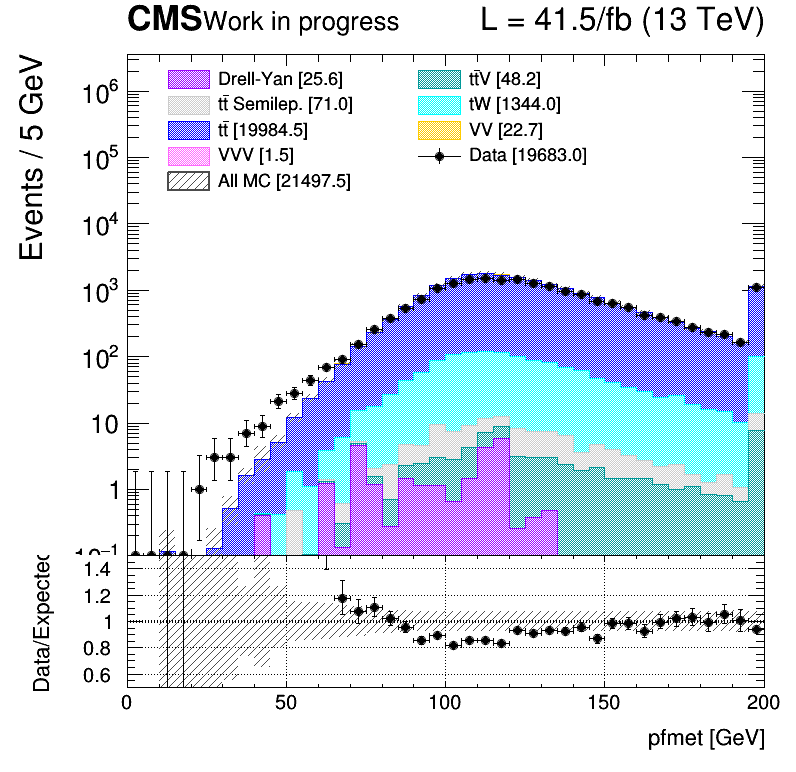 CMS Work in progress L = 41.5/fb (13 TeV)
Events / 5 GeV
Drell-Yan [25.6]
tt̄ Semilep. [71.0]
tt̄ [19984.5]
VVV [1.5]
All MC [21497.5]
tt̄V [48.2]
tW [1344.0]
VV [22.7]
Data [19683.0]
10⁶
10⁵
10⁴
10³
10²
10
1
10⁻¹
Data/Expected
1.4
1.2
1
0.8
0.6
0 50 100 150 200
pfmet [GeV]